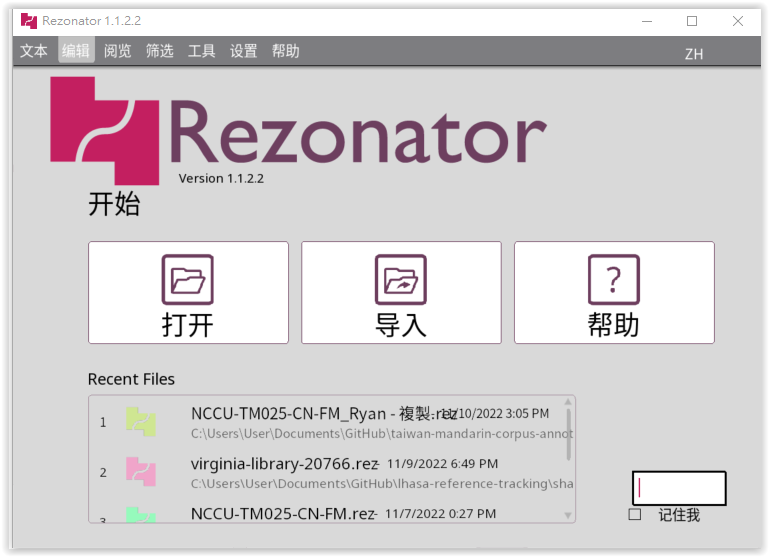 Rezonator 1.1.2.2
文本 编辑 阅览 筛选 工具 设置 帮助 ZH
Rezonator
Version 1.1.2.2
开始
打开 导入 帮助
Recent Files
1 NCCU-TM025-CN-FM_Ryan - 複製.rez- 11/10/2022 3:05 PM
C:\Users\User\Documents\GitHub\taiwan-mandarin-corpus-annot
2 virginia-library-20766.rez- 11/9/2022 6:49 PM
C:\Users\User\Documents\GitHub\lhasa-reference-tracking\sha
3 NCCU-TM025-CN-FM.rez- 11/7/2022 0:27 PM
记住我